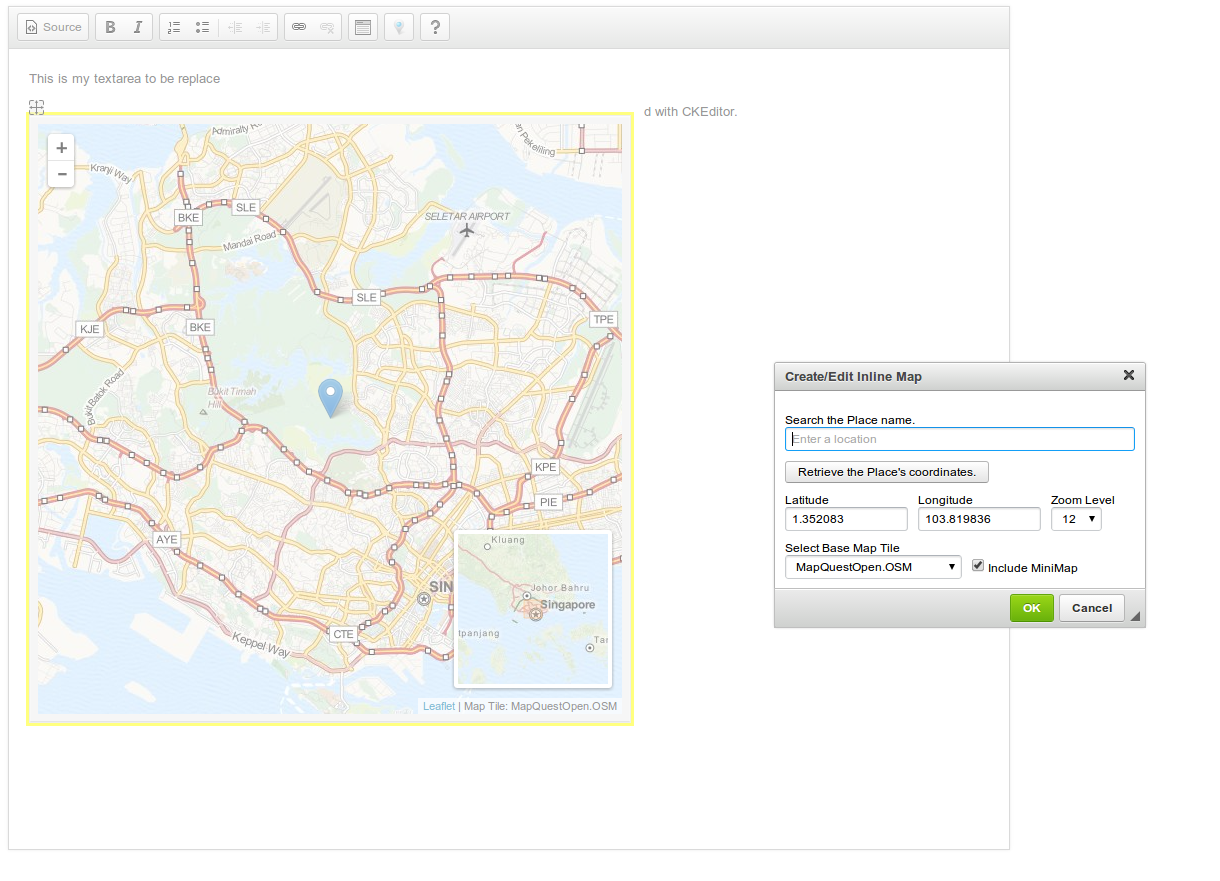 Source B I ?
This is my textarea to be replace
d with CKEditor.
+
−
Admiralty
Pekeliling
Kranji Way
BKE
SLE
SELETAR AIRPORT
Mandai Road
SLE
TPE
KJE
BKE
Bukit Batok Road
Bukit Timah
Hill
KPE
PIE
AYE
Kluang
SIN
Johor Bahru
Singapore
CTE
tpanjang
Keppel Way
Tan
Leaflet | Map Tile: MapQuestOpen.OSM
Create/Edit Inline Map
Search the Place name.
Enter a location
Retrieve the Place's coordinates.
Latitude Longitude Zoom Level
1.352083 103.819836 12
Select Base Map Tile
MapQuestOpen.OSM Include MiniMap
OK Cancel